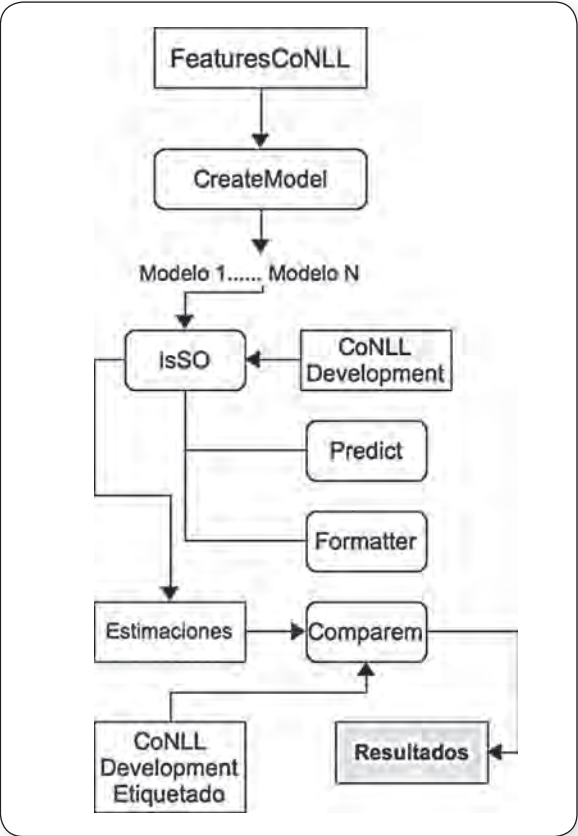 FeaturesCoNLL
CreateModel
Modelo 1...... Modelo N
IsSO
CoNLL
Development
Predict
Formatter
Estimaciones
Comparem
CoNLL
Development
Etiquetado
Resultados